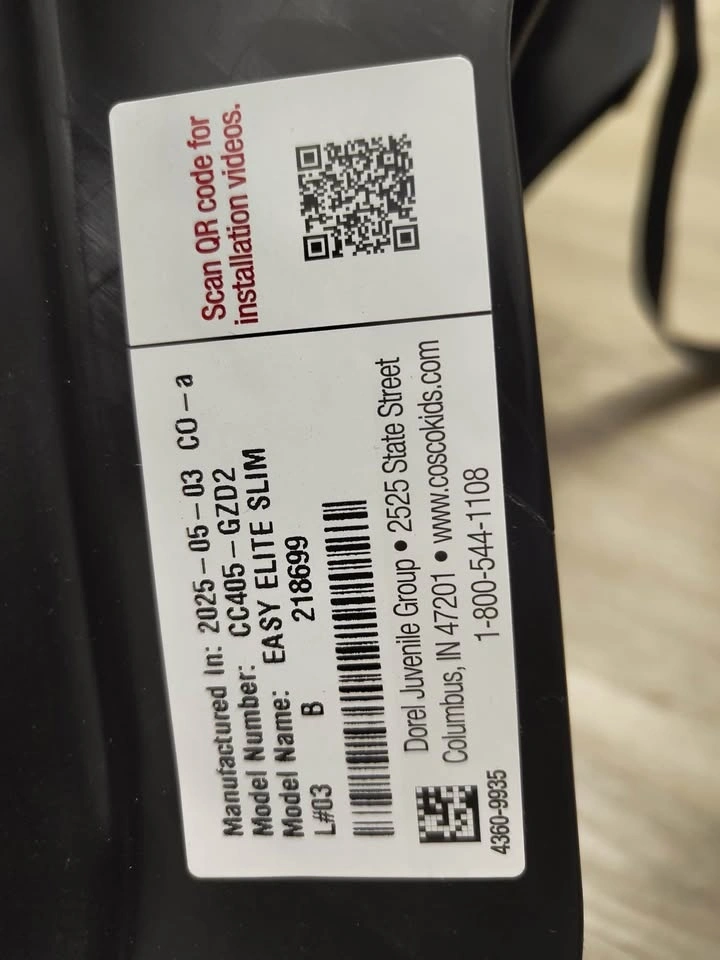 Scan QR code for
installation videos.
Manufactured In: 2025-05-03 CO-a
Model Number: CC405-GZD2
Model Name: EASY ELITE SLIM
L#03 B 218699
Dorel Juvenile Group • 2525 State Street
Columbus, IN 47201 • www.coscokids.com
1-800-544-1108
4360-9935